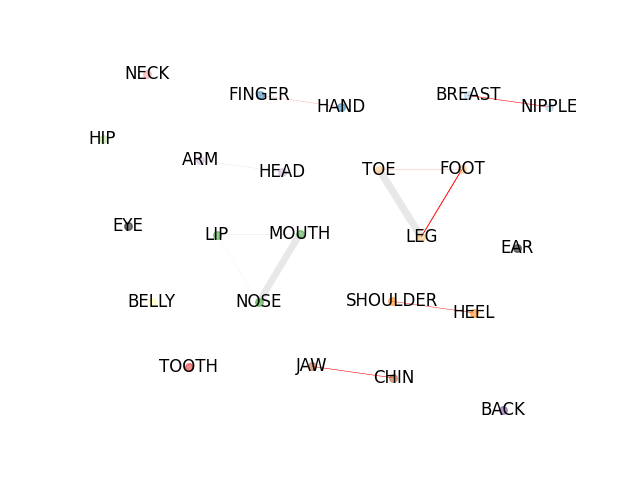 NECK
FINGER
HAND
BREAST
NIPPLE
HIP
ARM
HEAD
TOE
FOOT
EYE
LIP
MOUTH
LEG
EAR
BELLY
NOSE
SHOULDER
HEEL
TOOTH
JAW
CHIN
BACK